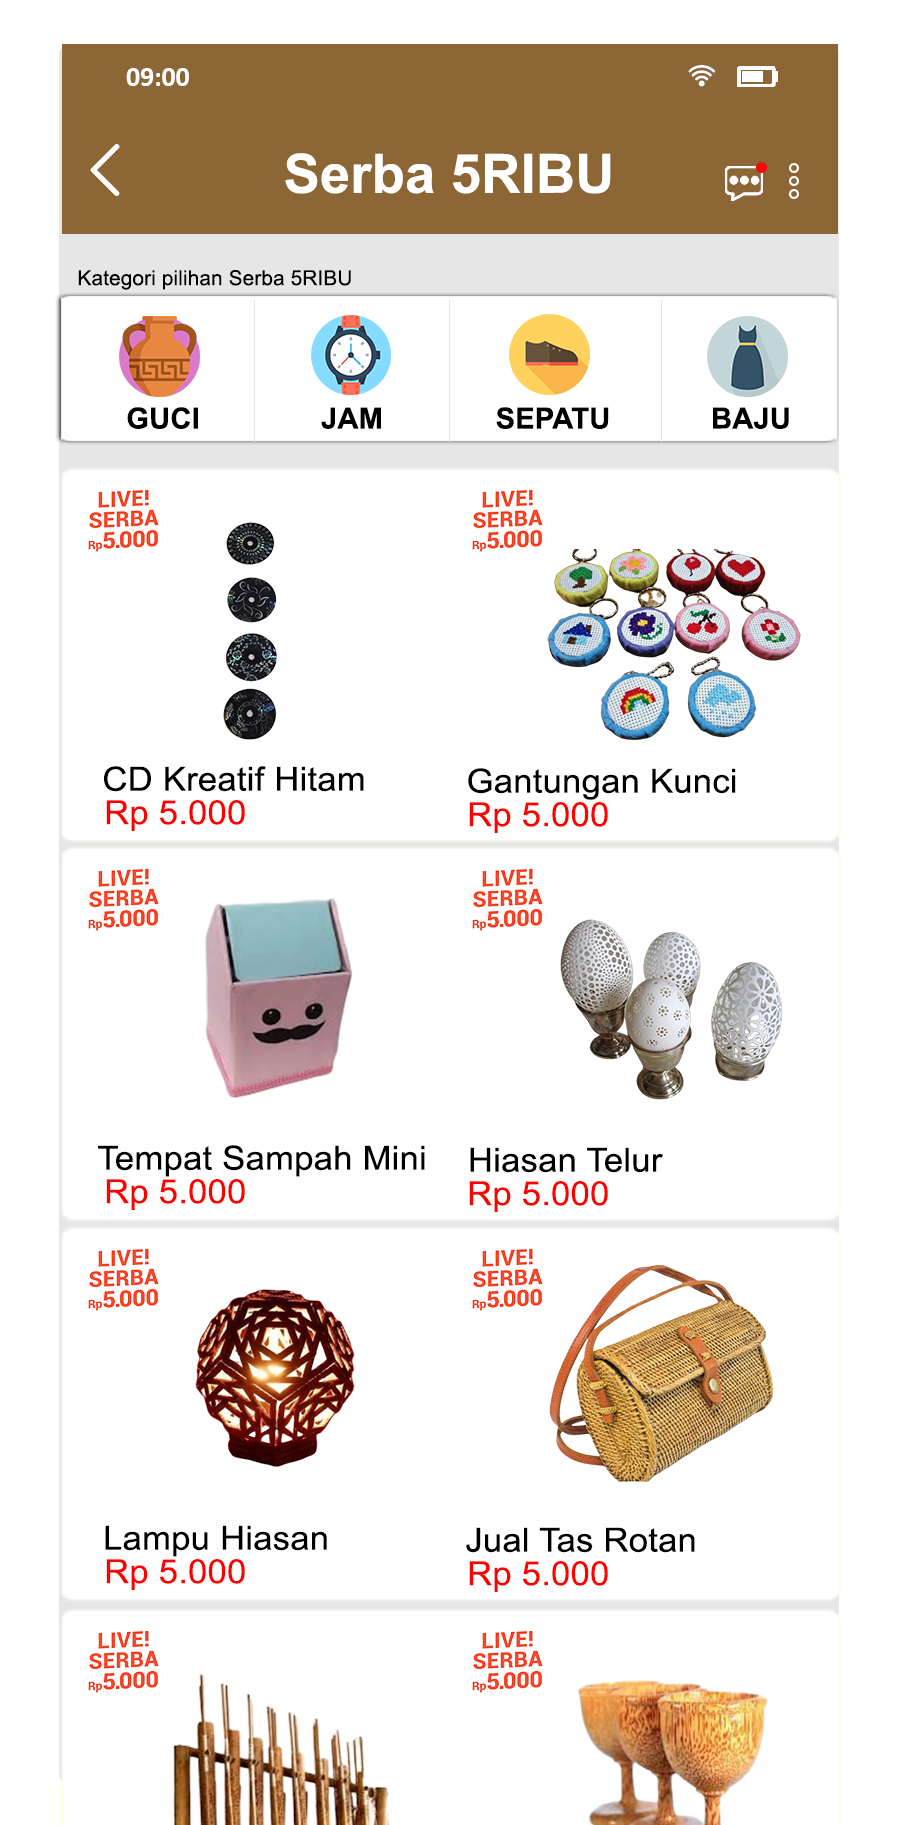 09:00
Serba 5RIBU
Kategori pilihan Serba 5RIBU
GUCI
JAM
SEPATU
BAJU
LIVE!
SERBA
Rp5.000
CD Kreatif Hitam
Rp 5.000
LIVE!
SERBA
Rp5.000
Gantungan Kunci
Rp 5.000
LIVE!
SERBA
Rp5.000
Tempat Sampah Mini
Rp 5.000
LIVE!
SERBA
Rp5.000
Hiasan Telur
Rp 5.000
LIVE!
SERBA
Rp5.000
Lampu Hiasan
Rp 5.000
LIVE!
SERBA
Rp5.000
Jual Tas Rotan
Rp 5.000
LIVE!
SERBA
Rp5.000
LIVE!
SERBA
Rp5.000